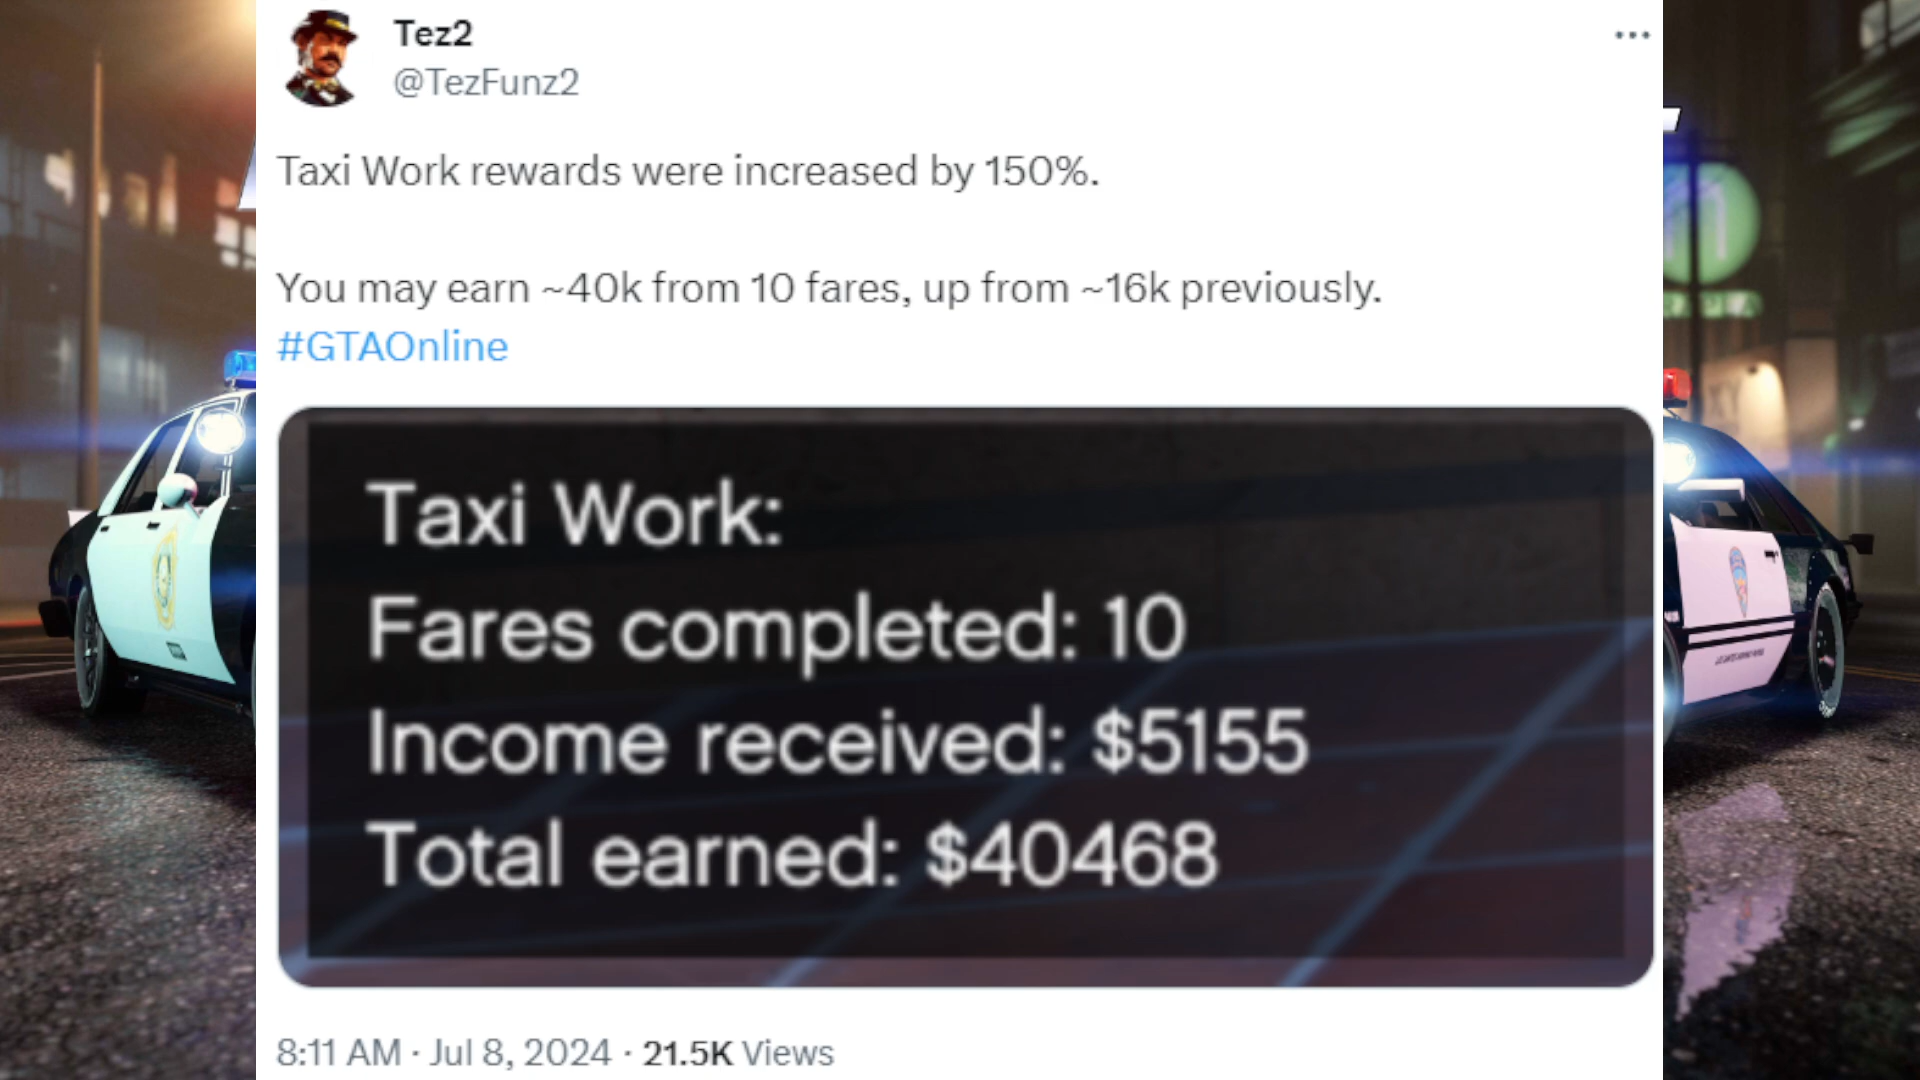 Tez2
@TezFunz2
Taxi Work rewards were increased by 150%.
You may earn ~40k from 10 fares, up from ~16k previously.
#GTAOnline
Taxi Work:
Fares completed: 10
Income received: $5155
Total earned: $40468
8:11 AM · Jul 8, 2024 · 21.5K Views